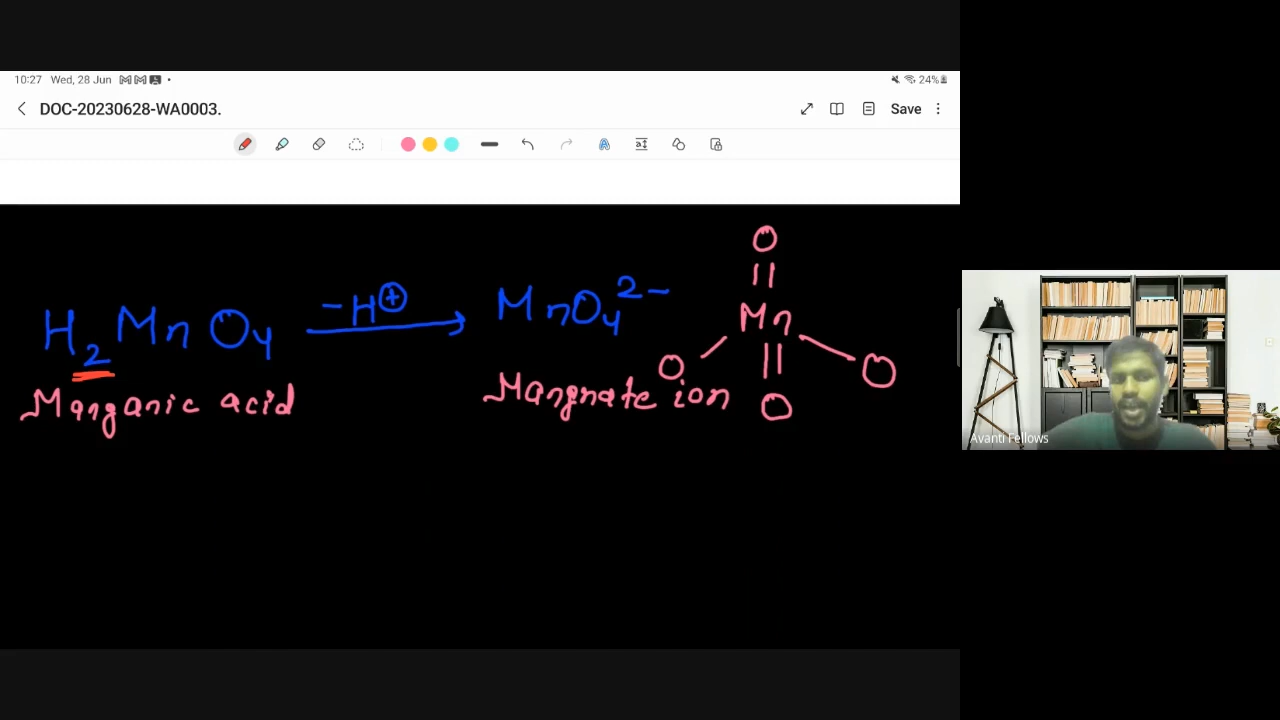 10:27 Wed, 28 Jun
24%
DOC-20230628-WA0003.
Save
H2MnO4 -H⊕ MnO4 2-
Manganic acid
Mangnate ion
O
Mn
O O
O
Avanti Fellows